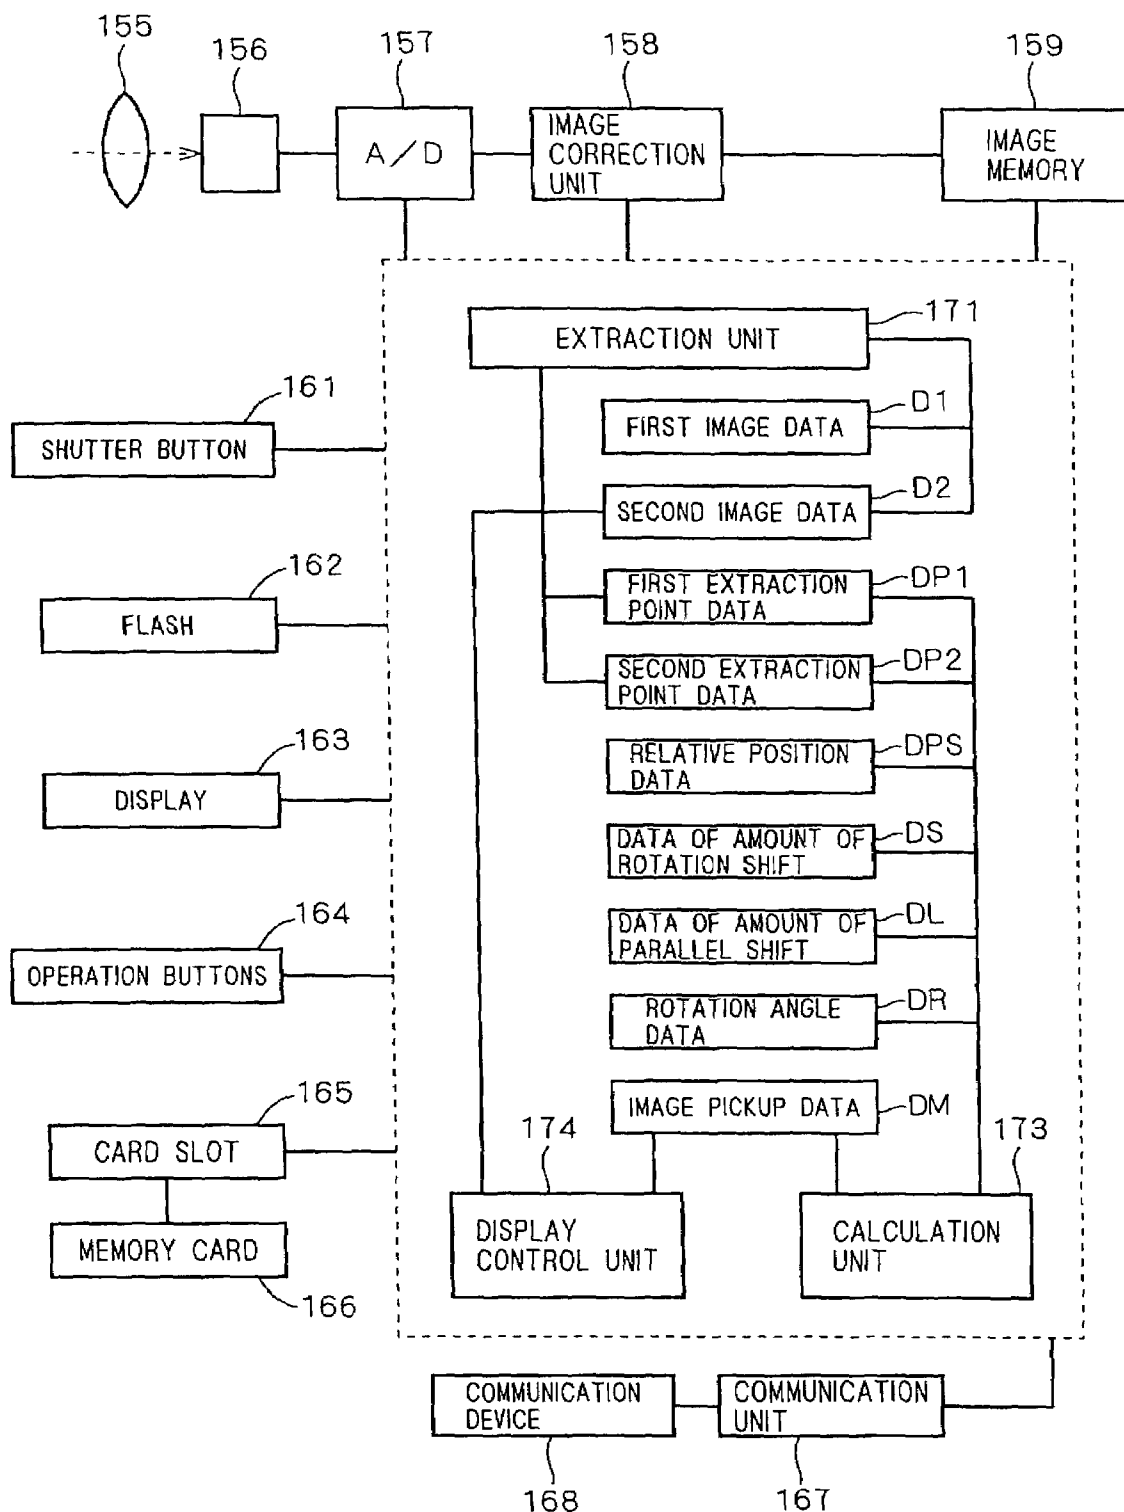 155
156
157
158
159
A/D
IMAGE
CORRECTION
UNIT
IMAGE
MEMORY
EXTRACTION UNIT
171
161
SHUTTER BUTTON
FIRST IMAGE DATA
D1
SECOND IMAGE DATA
D2
162
FLASH
FIRST EXTRACTION
POINT DATA
DP1
SECOND EXTRACTION
POINT DATA
DP2
163
DISPLAY
RELATIVE POSITION
DATA
DPS
DATA OF AMOUNT OF
ROTATION SHIFT
DS
164
OPERATION BUTTONS
DATA OF AMOUNT OF
PARALLEL SHIFT
DL
ROTATION ANGLE
DATA
DR
165
CARD SLOT
IMAGE PICKUP DATA
DM
174
173
MEMORY CARD
166
DISPLAY
CONTROL UNIT
CALCULATION
UNIT
COMMUNICATION
DEVICE
COMMUNICATION
UNIT
168
167